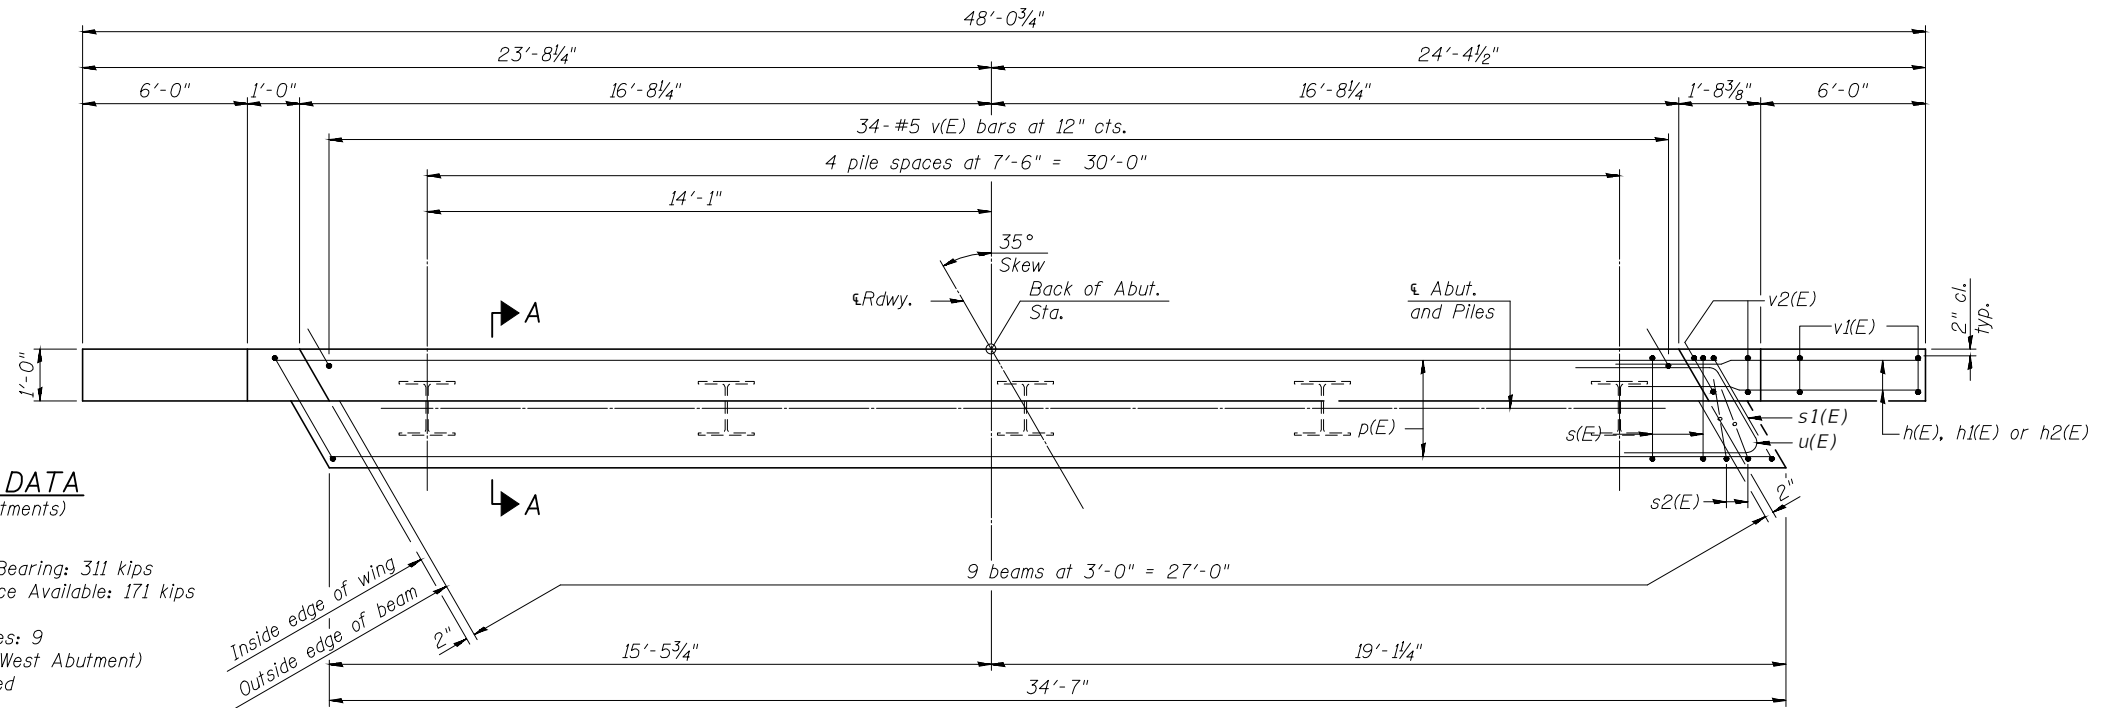 48'-0¾"
23'-8¼"
24'-4½"
6'-0"
1'-0"
16'-8¼"
16'-8¼"
1'-8⅜"
6'-0"
34-#5 v(E) bars at 12" cts.
4 pile spaces at 7'-6" = 30'-0"
14'-1"
35°
Skew
℄Rdwy.
Back of Abut.
Sta.
℄ Abut.
and Piles
A
v2(E)
v1(E)
2" cl.
typ.
1'-0"
p(E)
s(E)
s1(E)
u(E)
h(E), h1(E) or h2(E)
s2(E)
2"
A
DATA
tments)
Bearing: 311 kips
ce Available: 171 kips
es: 9
West Abutment)
ed
Inside edge of wing
Outside edge of beam
2"
9 beams at 3'-0" = 27'-0"
15'-5¾"
19'-1¼"
34'-7"